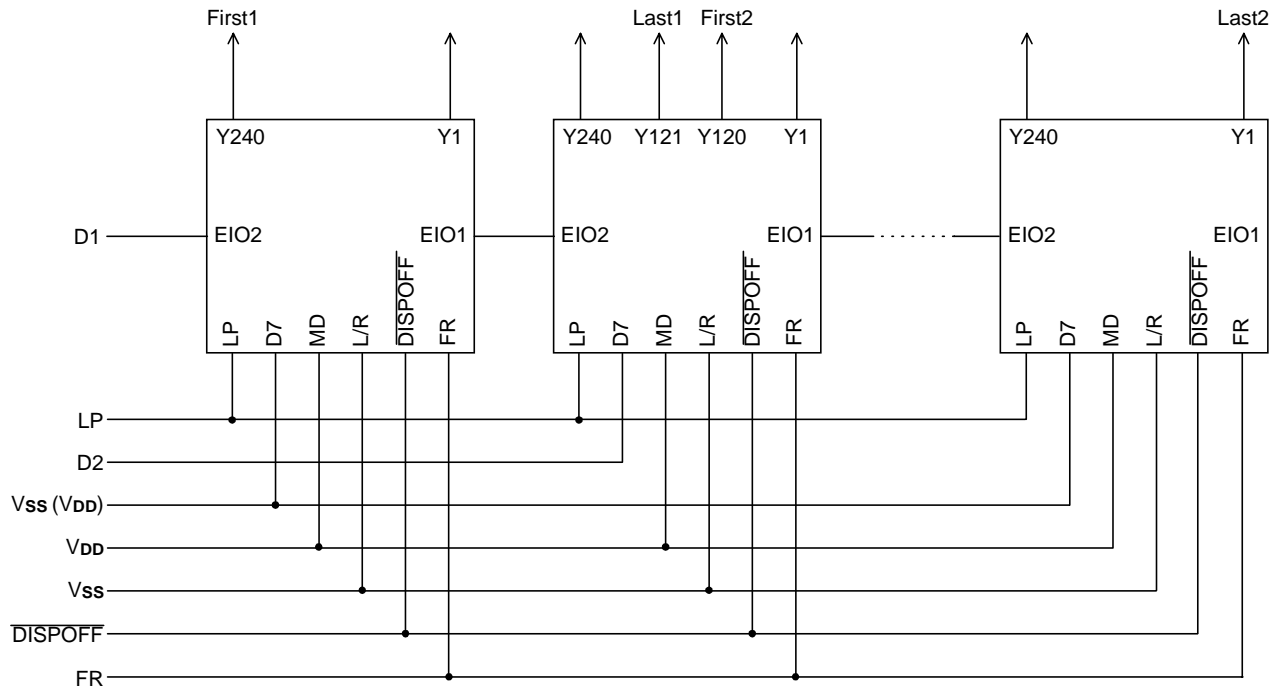 First1 Last1 First2 Last2
Y240 Y1 Y240 Y121 Y120 Y1 Y240 Y1
D1 EIO2 EIO1 EIO2 EIO1 EIO2 EIO1
LP D7 MD L/R DISPOFF FR LP D7 MD L/R DISPOFF FR LP D7 MD L/R DISPOFF FR
LP
D2
VSS (VDD)
VDD
VSS
DISPOFF
FR